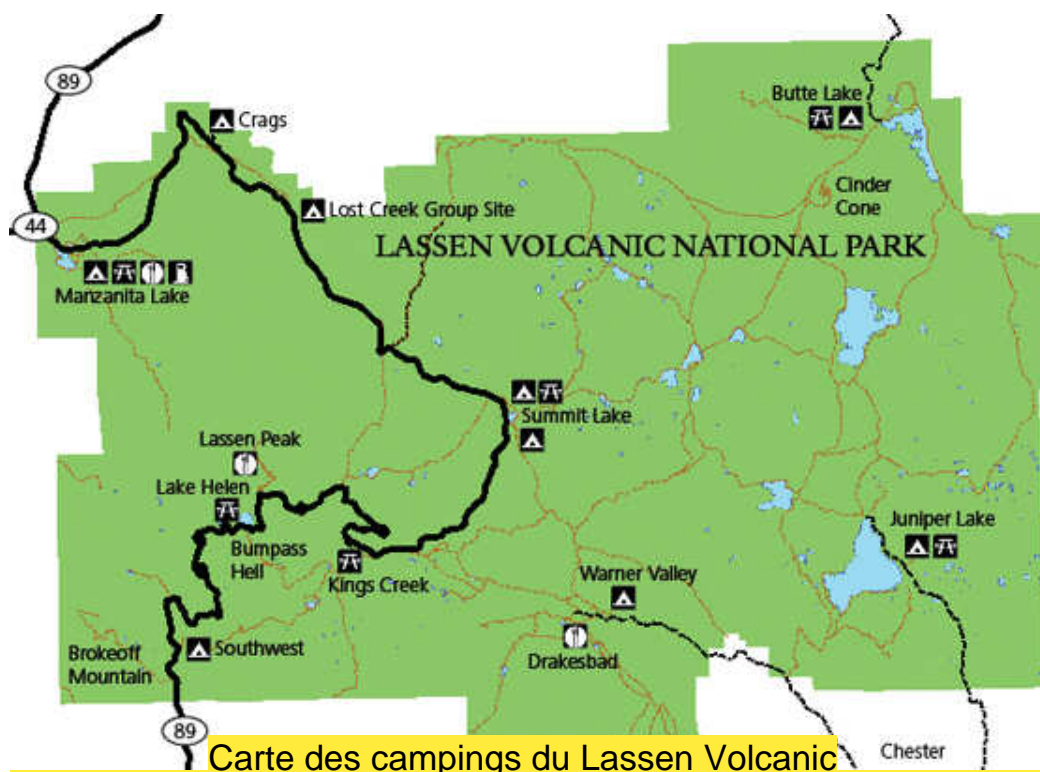 89
Crags
Butte Lake
Cinder
Cone
44
Lost Creek Group Site
LASSEN VOLCANIC NATIONAL PARK
Manzanita Lake
Summit Lake
Lassen Peak
Lake Helen
Bumpass
Hell
Kings Creek
Juniper Lake
Warner Valley
Drakesbad
Southwest
Brokeoff
Mountain
89
Chester
Carte des campings du Lassen Volcanic